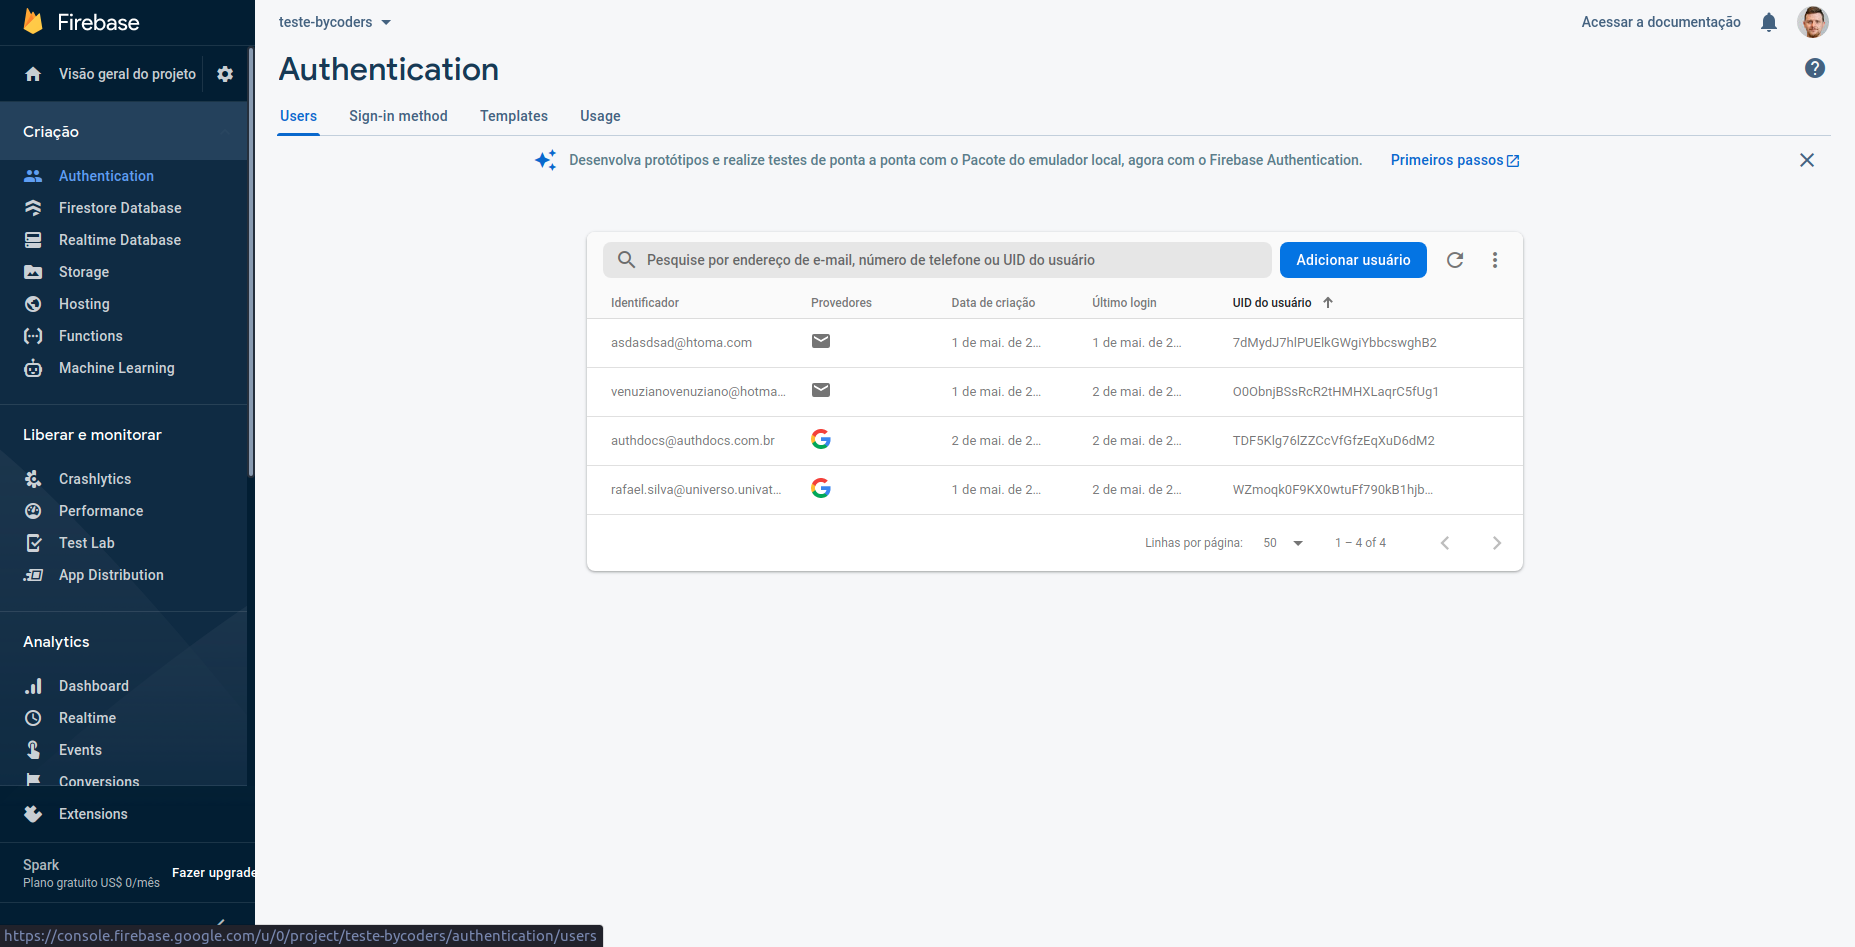 Firebase
Visão geral do projeto
Criação
Authentication
Firestore Database
Realtime Database
Storage
Hosting
Functions
Machine Learning
Liberar e monitorar
Crashlytics
Performance
Test Lab
App Distribution
Analytics
Dashboard
Realtime
Events
Conversions
Extensions
Spark
Plano gratuito US$ 0/mês
Fazer upgrade
teste-bycoders
Acessar a documentação
Authentication
Users Sign-in method Templates Usage
Desenvolva protótipos e realize testes de ponta a ponta com o Pacote do emulador local, agora com o Firebase Authentication. Primeiros passos
Pesquise por endereço de e-mail, número de telefone ou UID do usuário Adicionar usuário
Identificador Provedores Data de criação Último login UID do usuário
asdasdsad@htoma.com 1 de mai. de 2... 1 de mai. de 2... 7dMydJ7hlPUElkGWgiYbbcswghB2
venuzianovenuziano@hotma... 1 de mai. de 2... 2 de mai. de 2... O0ObnjBSsRcR2tHMHXLaqrC5fUg1
authdocs@authdocs.com.br 2 de mai. de 2... 2 de mai. de 2... TDF5Klg76lZZCcVfGfzEqXuD6dM2
rafael.silva@universo.univat... 1 de mai. de 2... 2 de mai. de 2... WZmoqk0F9KX0wtuFf790kB1hjb...
Linhas por página: 50 1 – 4 of 4
https://console.firebase.google.com/u/0/project/teste-bycoders/authentication/users